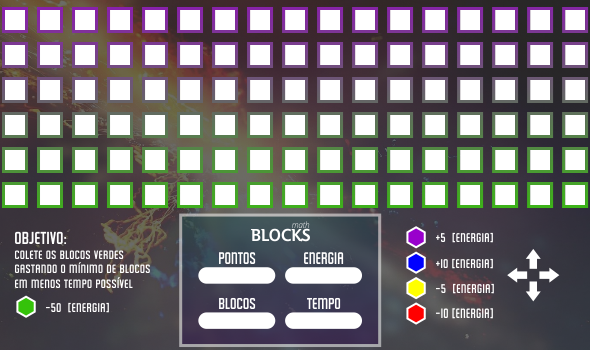 OBJETIVO:
COLETE OS BLOCOS VERDES
GASTANDO O MÍNIMO DE BLOCOS
EM MENOS TEMPO POSSÍVEL
-50 [ENERGIA]
math
BLOCKS
PONTOS
ENERGIA
BLOCOS
TEMPO
+5 [ENERGIA]
+10 [ENERGIA]
-5 [ENERGIA]
-10 [ENERGIA]